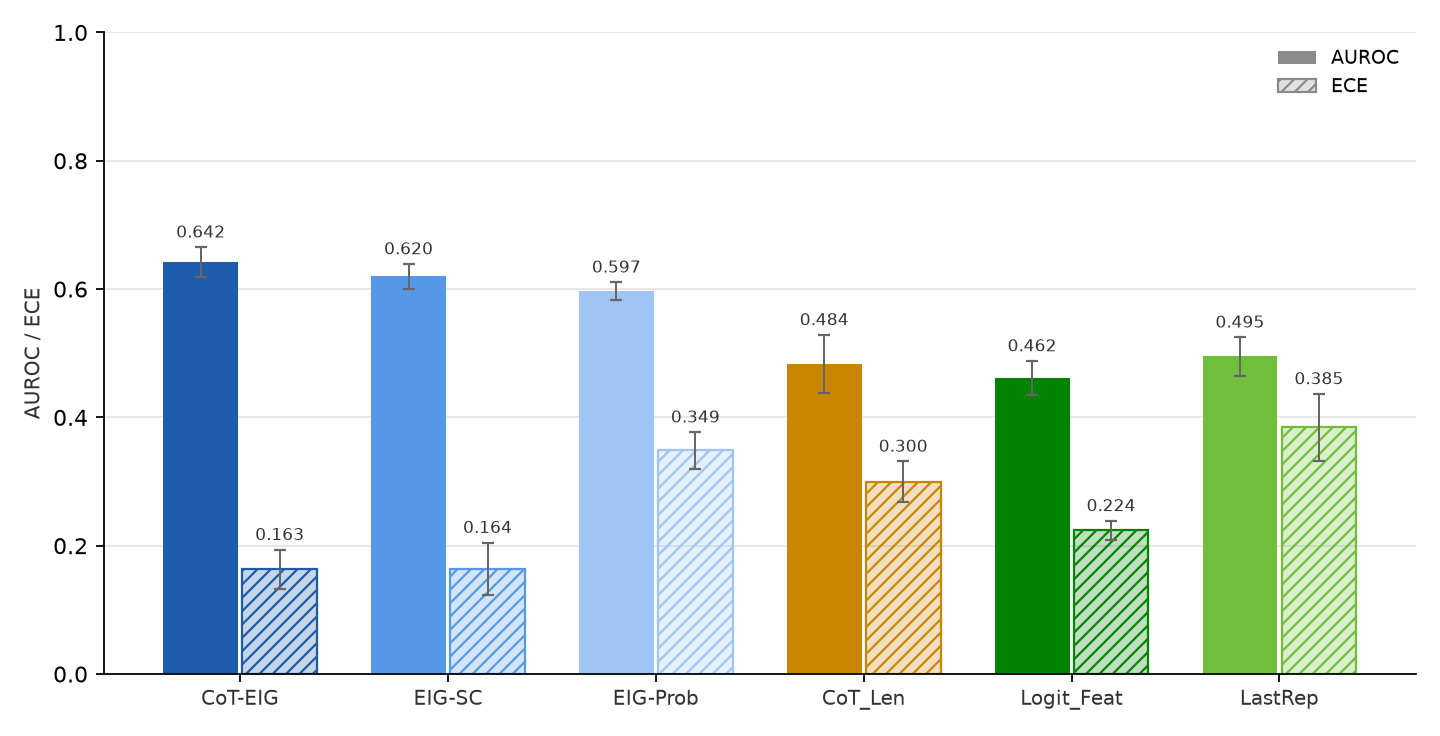 AUROC / ECE
1.0
0.8
0.6
0.4
0.2
0.0
AUROC
ECE
0.642
0.163
0.620
0.164
0.597
0.349
0.484
0.300
0.462
0.224
0.495
0.385
CoT-EIG
EIG-SC
EIG-Prob
CoT_Len
Logit_Feat
LastRep